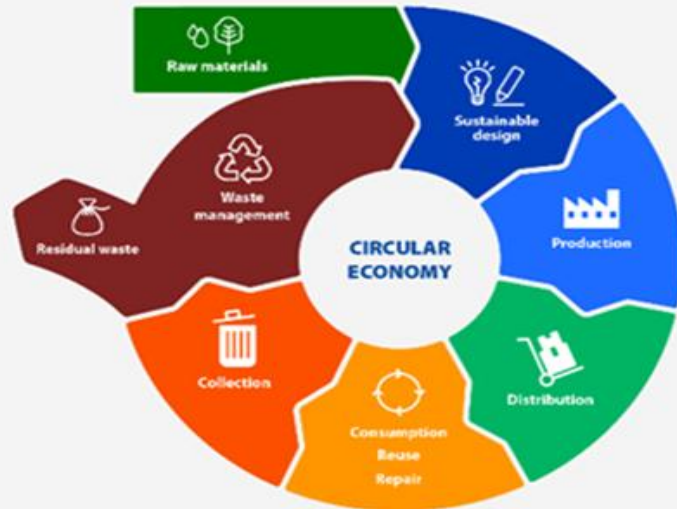 Raw materials
Sustainable
design
Production
Distribution
Consumption
Reuse
Repair
Collection
Waste
management
Residual waste
CIRCULAR
ECONOMY